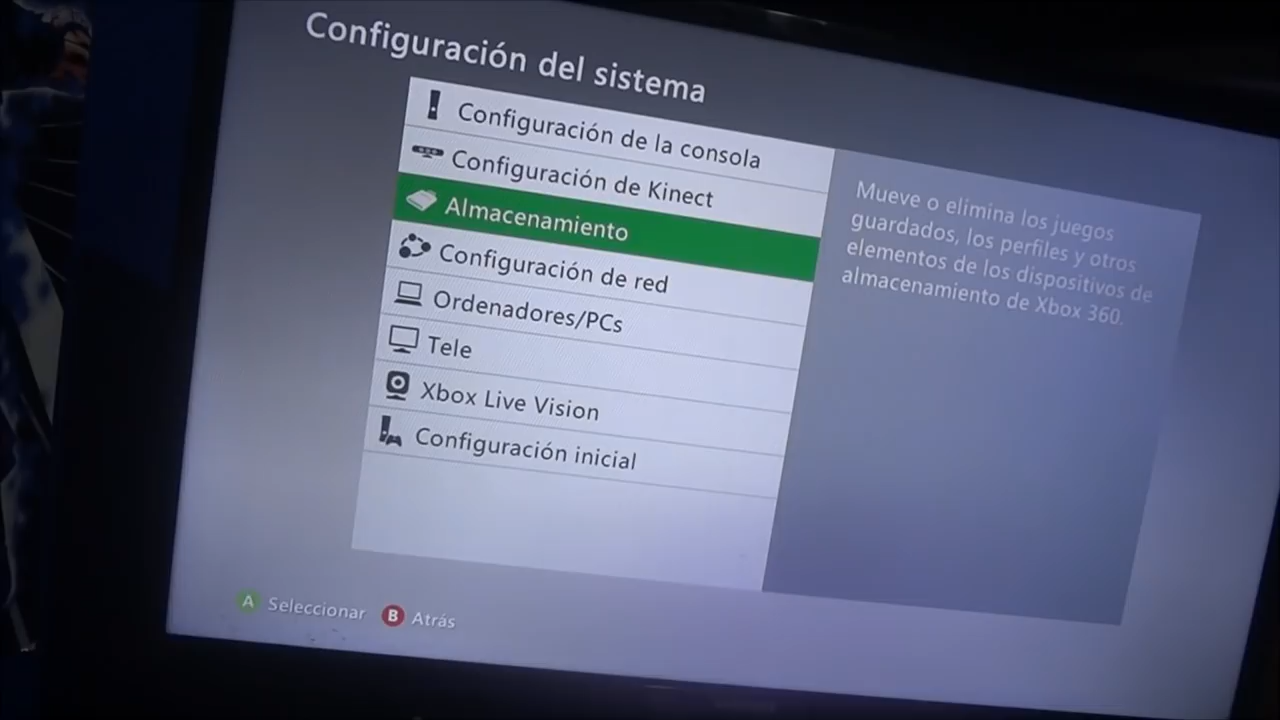 Configuración del sistema
Configuración de la consola
Configuración de Kinect
Almacenamiento
Configuración de red
Ordenadores/PCs
Tele
Xbox Live Vision
Configuración inicial
Mueve o elimina los juegos
guardados, los perfiles y otros
elementos de los dispositivos de
almacenamiento de Xbox 360.
A Seleccionar B Atrás